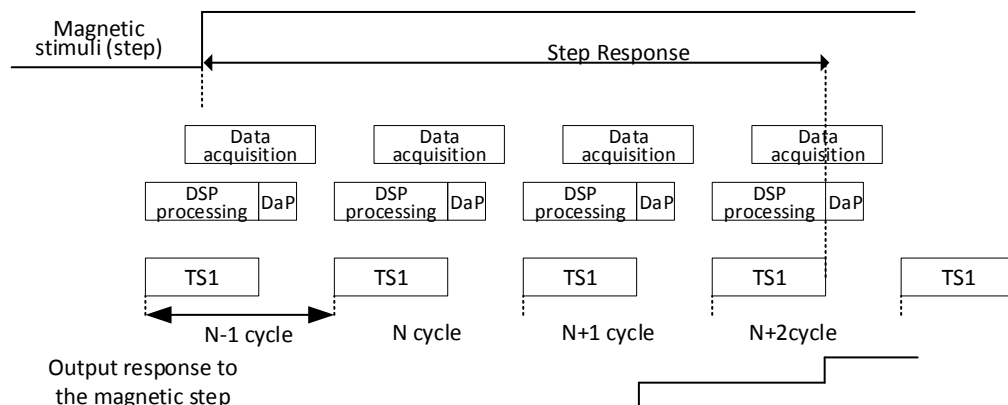 Magnetic
stimuli (step)
Step Response
Data
acquisition
Data
acquisition
Data
acquisition
Data
acquisition
DSP
processing
DaP
DSP
processing
DaP
DSP
processing
DaP
DSP
processing
DaP
TS1
TS1
TS1
TS1
TS1
N-1 cycle
N cycle
N+1 cycle
N+2cycle
Output response to
the magnetic step